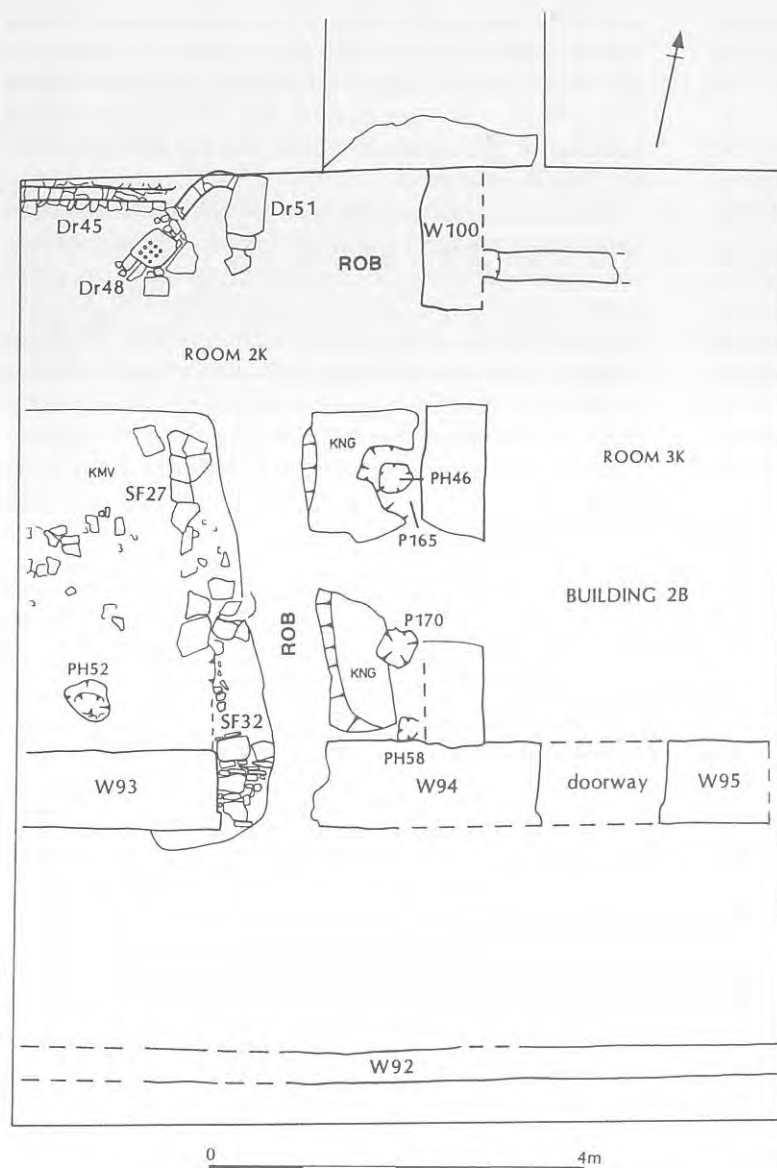 Dr45
Dr51
W100
ROB
Dr48
ROOM 2K
KMV
SF27
KNG
PH46
ROOM 3K
P165
BUILDING 2B
ROB
P170
KNG
PH52
SF32
PH58
W93
W94
doorway
W95
W92
0 4m